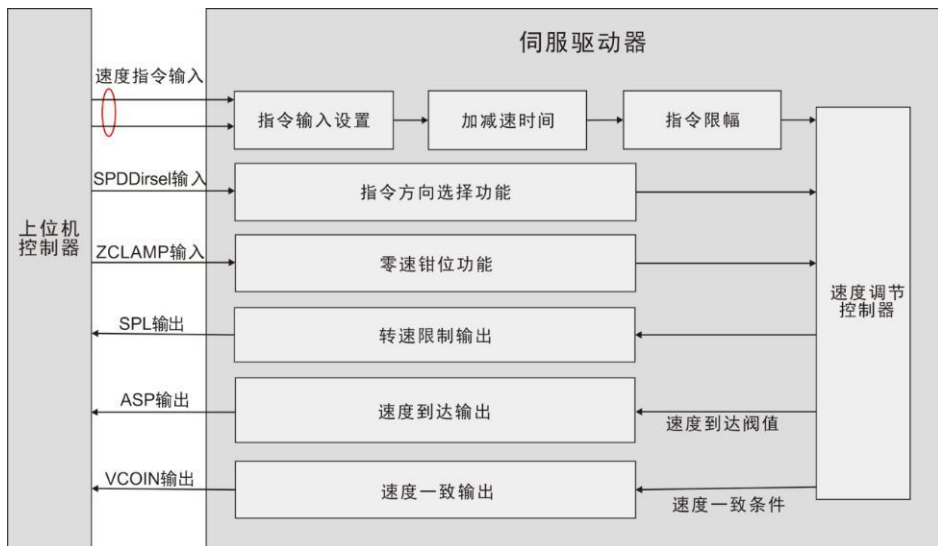 伺服驱动器
速度指令输入
指令输入设置
加减速时间
指令限幅
SPDDirsel输入
指令方向选择功能
上位机
控制器
ZCLAMP输入
零速钳位功能
速度调节
控制器
SPL输出
转速限制输出
ASP输出
速度到达输出
速度到达阀值
VCOIN输出
速度一致输出
速度一致条件